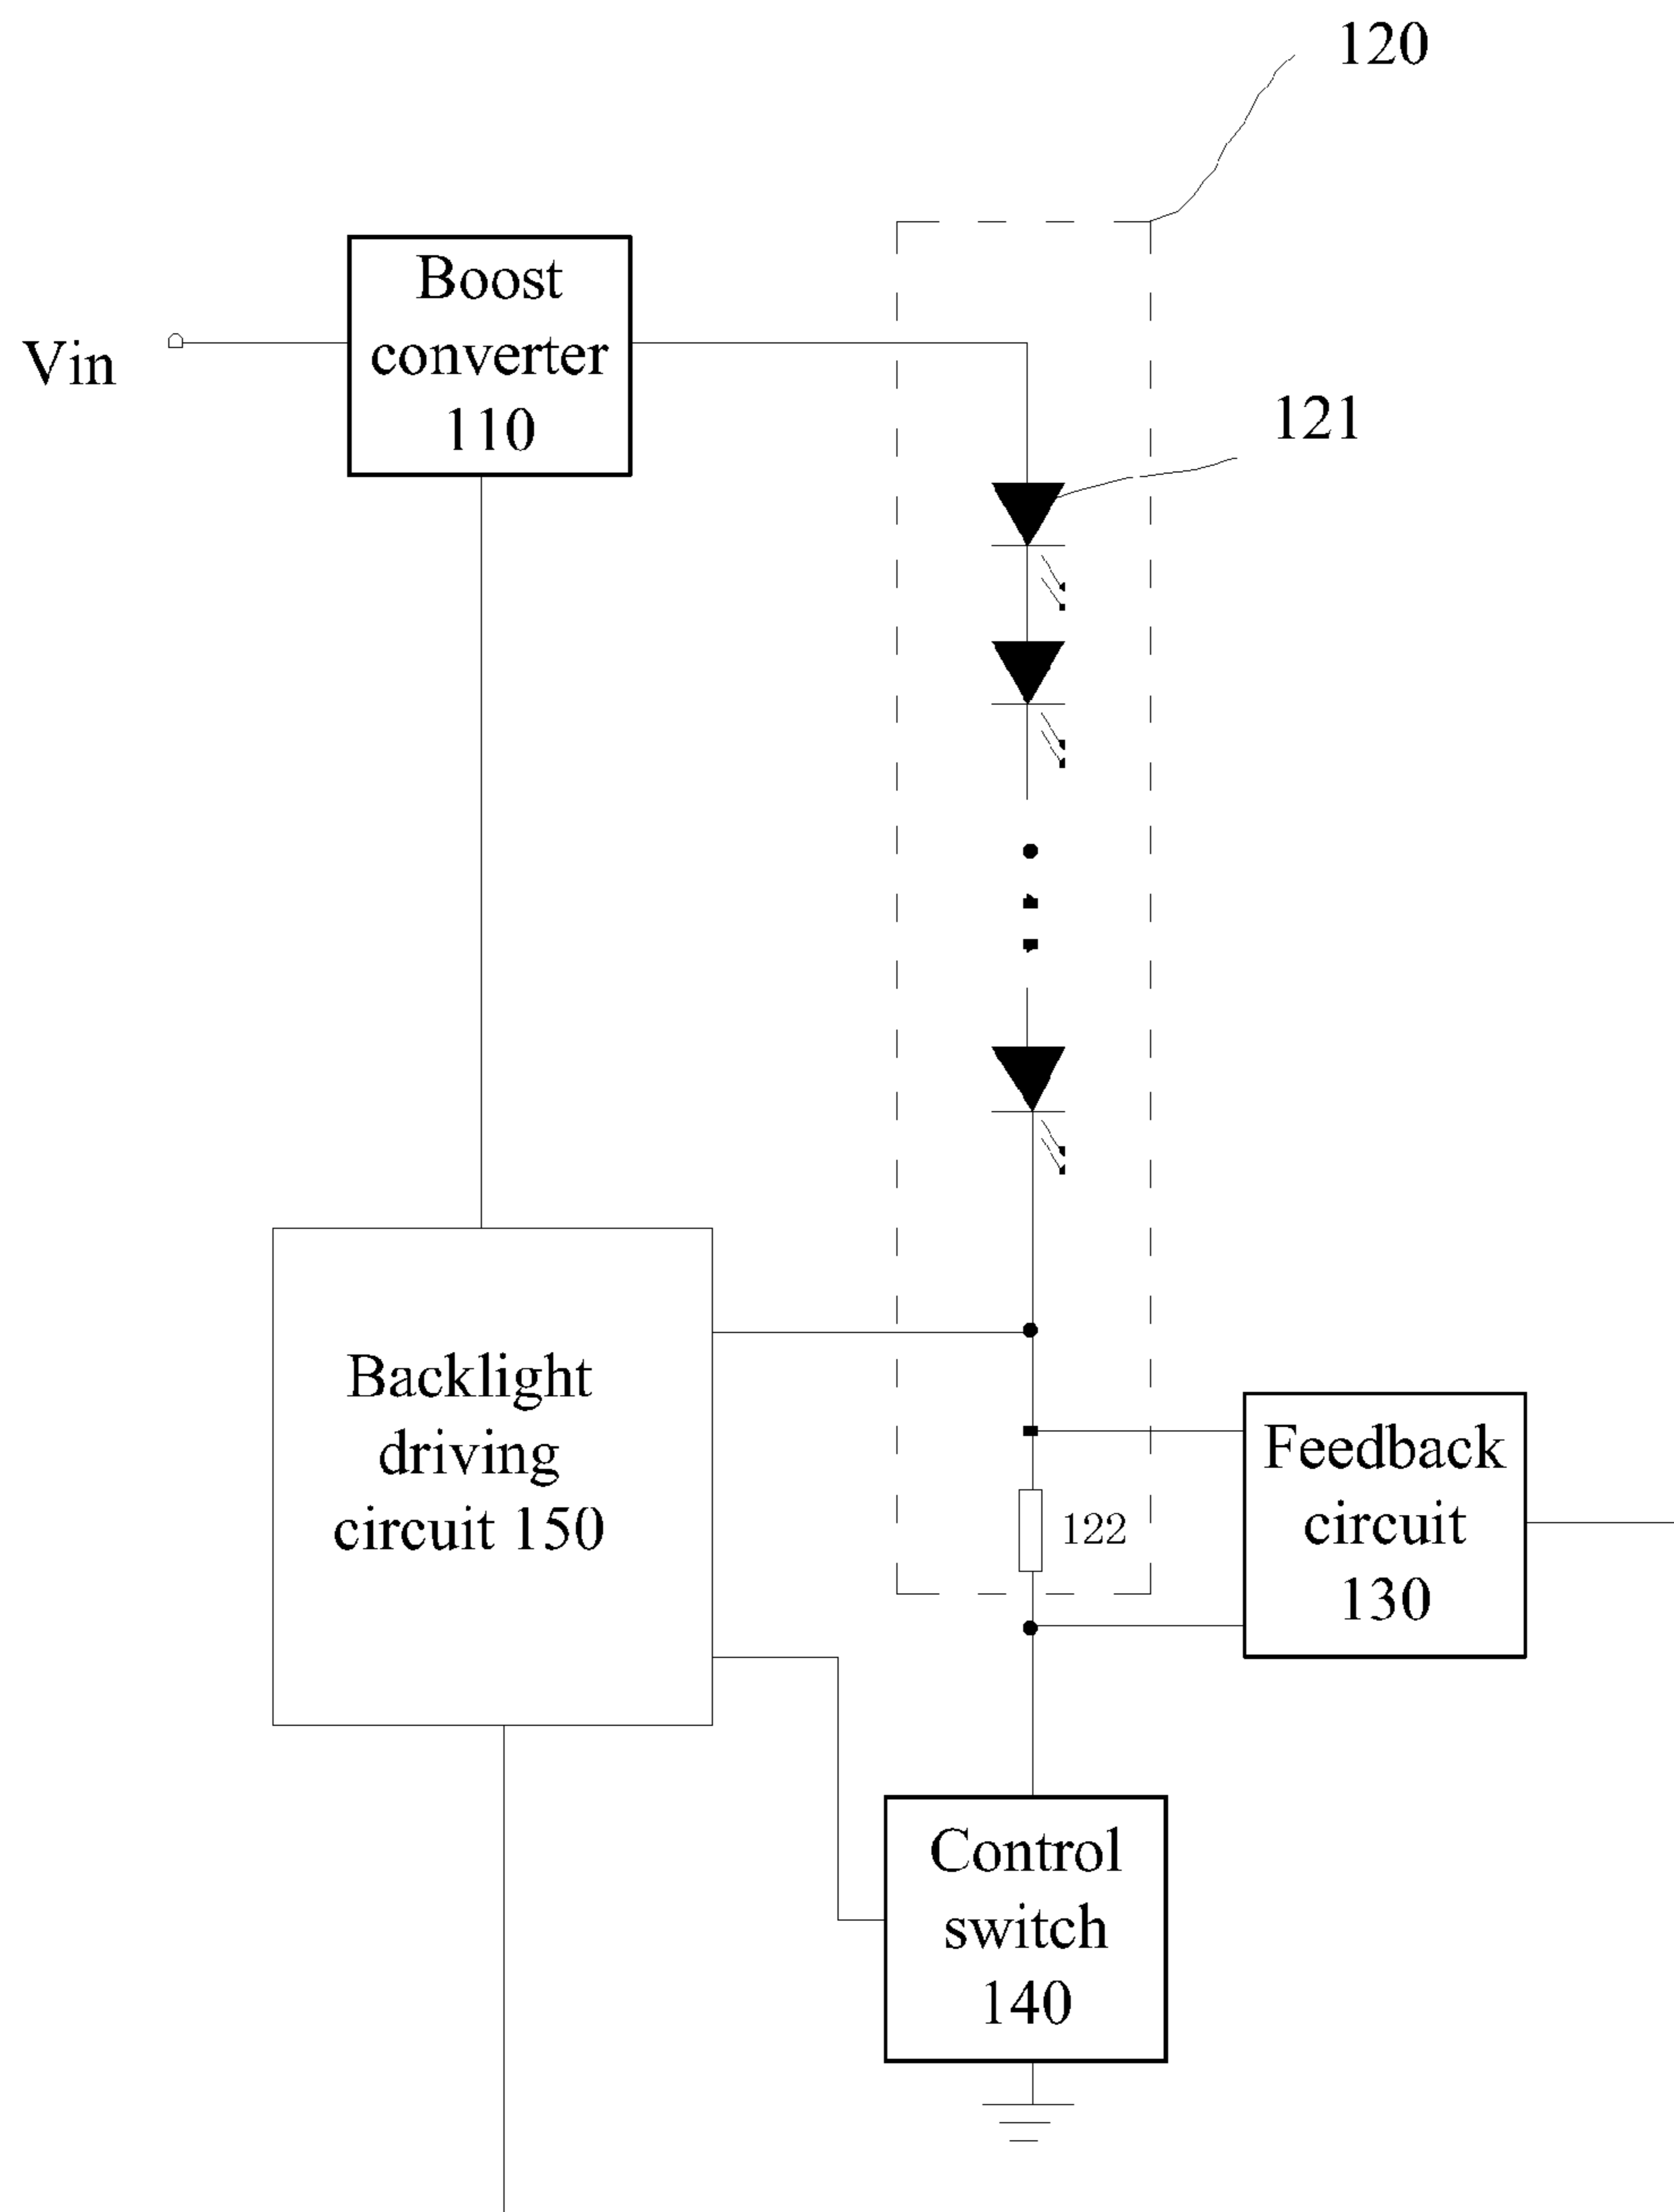 120
Boost
converter
110
Vin
121
Backlight
driving
circuit 150
Feedback
circuit
130
122
Control
switch
140